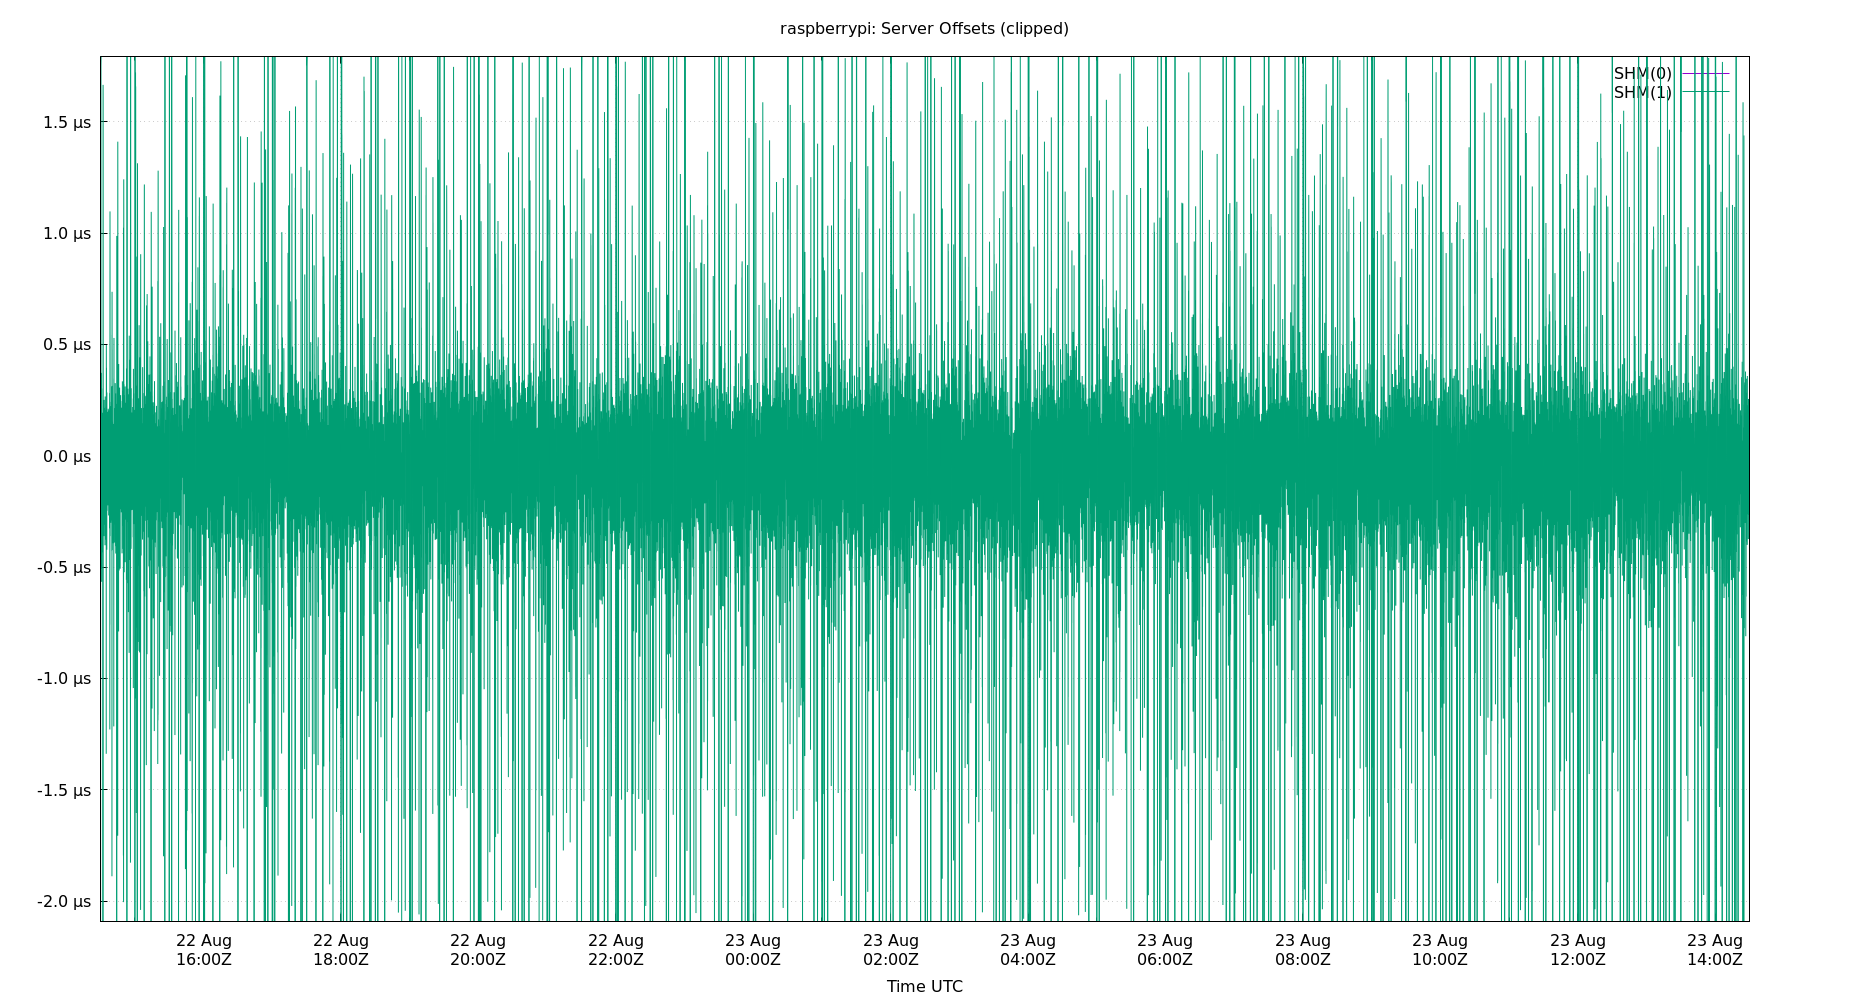 raspberrypi: Server Offsets (clipped)
SHM(0)
SHM(1)
1.5 µs
1.0 µs
0.5 µs
0.0 µs
-0.5 µs
-1.0 µs
-1.5 µs
-2.0 µs
22 Aug 22 Aug 22 Aug 22 Aug 23 Aug 23 Aug 23 Aug 23 Aug 23 Aug 23 Aug 23 Aug 23 Aug
16:00Z 18:00Z 20:00Z 22:00Z 00:00Z 02:00Z 04:00Z 06:00Z 08:00Z 10:00Z 12:00Z 14:00Z
Time UTC